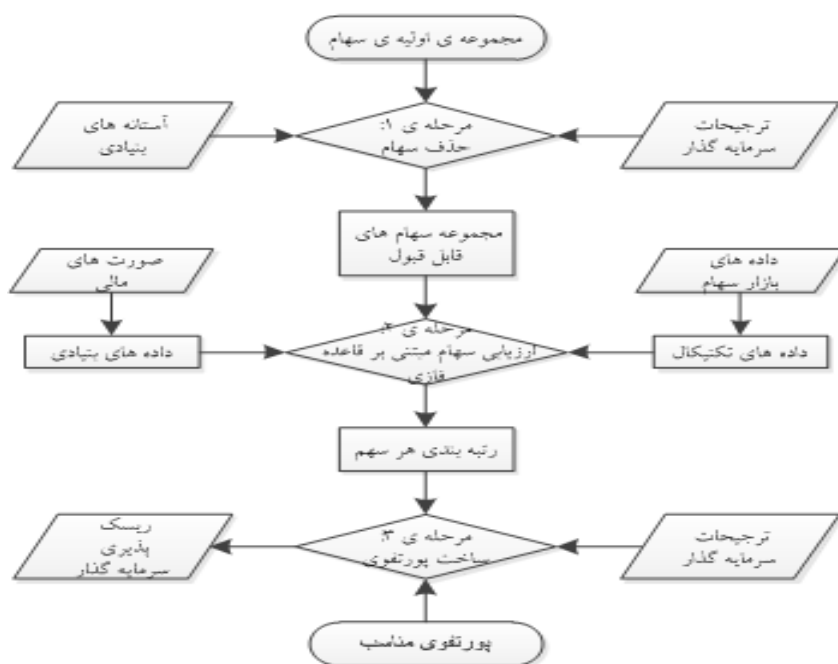 مجموعه ی اولیه ی سهام
آستانه های
بنیادی
مرحله ی ۱:
حذف سهام
ترجیحات
سرمایه گذار
مجموعه سهام های
قابل قبول
صورت های
مالی
داده های
بازار سهام
داده های بنیادی
مرحله ی ۲:
ارزیابی سهام مبتنی بر قاعده
فازی
داده های تکنیکال
رتبه بندی هر سهم
ریسک
پذیری
سرمایه گذار
مرحله ی ۳:
ساخت پورتفوی
ترجیحات
سرمایه گذار
پورتفوی مناسب